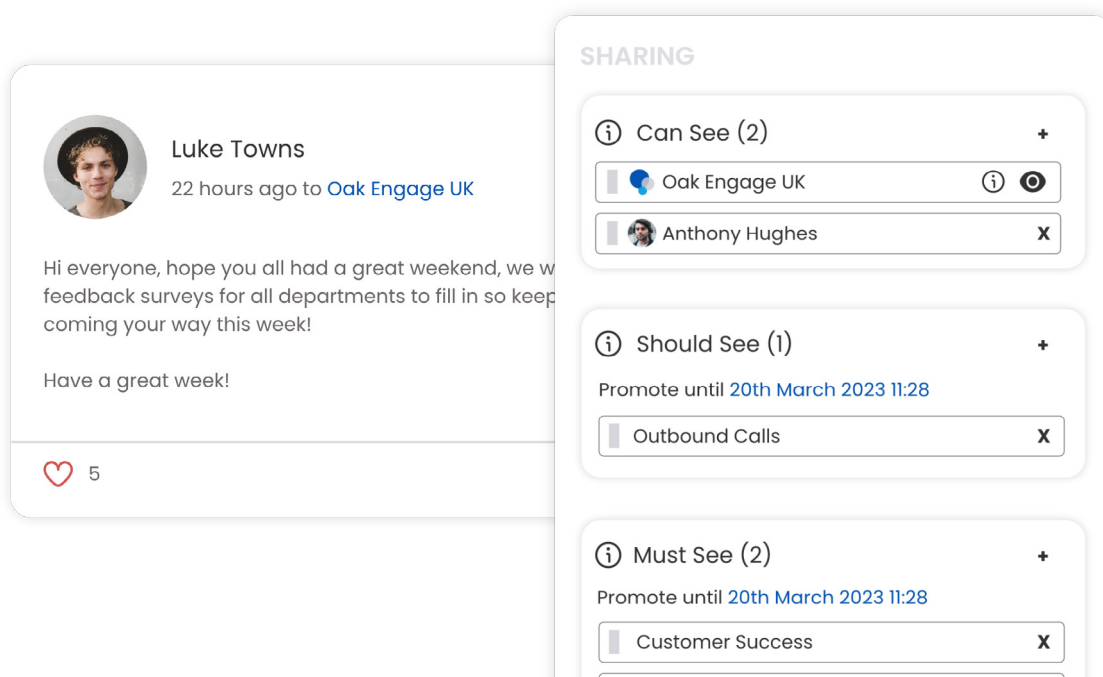 Luke Towns
22 hours ago to Oak Engage UK
Hi everyone, hope you all had a great weekend, we
feedback surveys for all departments to fill in so keep
coming your way this week!
Have a great week!
5
SHARING
Can See (2)
+
Oak Engage UK
Anthony Hughes
X
Should See (1)
+
Promote until 20th March 2023 11:28
Outbound Calls
X
Must See (2)
+
Promote until 20th March 2023 11:28
Customer Success
X